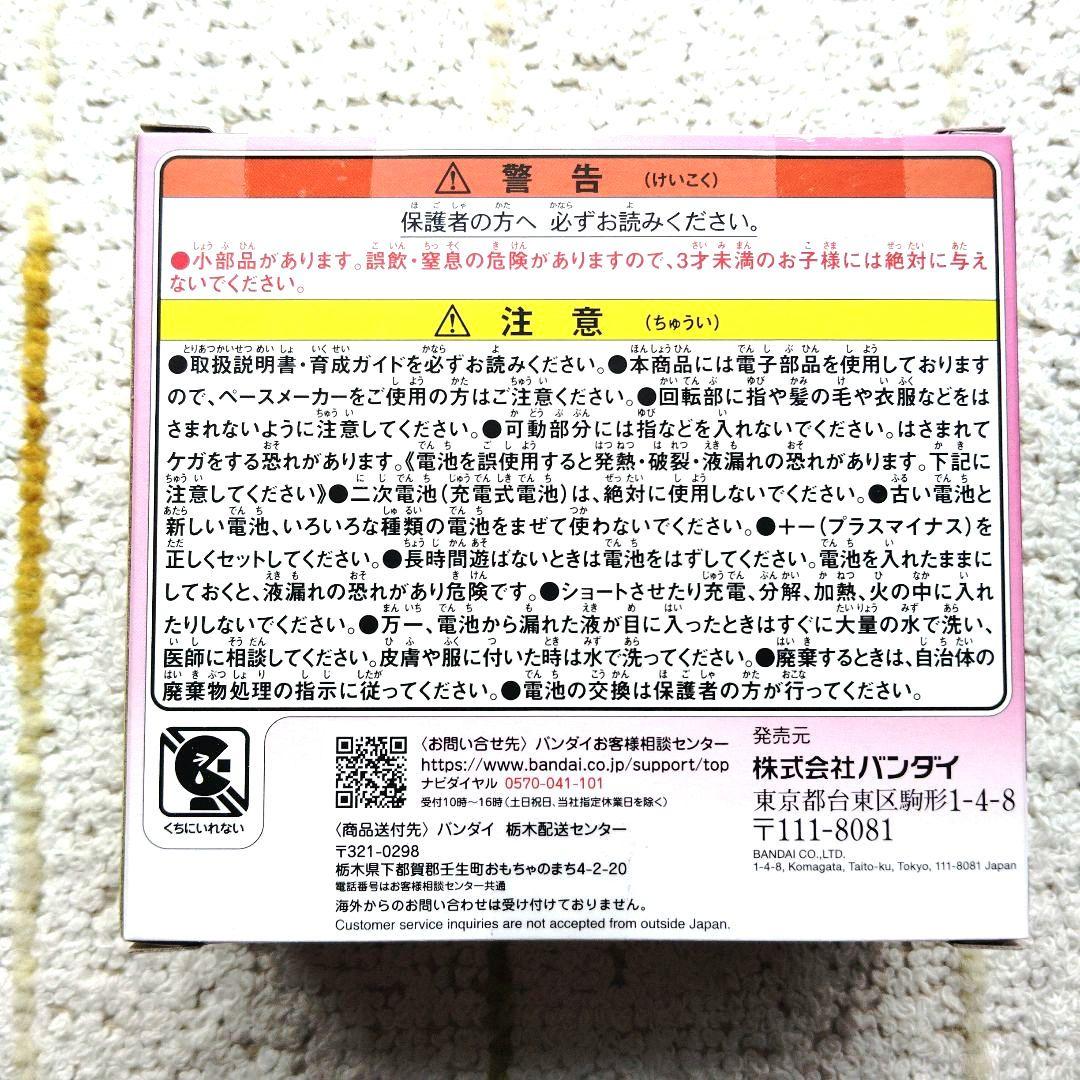 ⚠ 警告 (けいこく)
保護者の方へ 必ずお読みください。
●小部品があります。誤飲・窒息の危険がありますので、3才未満のお子様には絶対に与え
ないでください。
⚠ 注意 (ちゅうい)
●取扱説明書・育成ガイドを必ずお読みください。●本商品には電子部品を使用しております
ので、ペースメーカーをご使用の方はご注意ください。●回転部に指や髪の毛や衣服などをは
さまれないように注意してください。●可動部分には指などを入れないでください。はさまれて
ケガをする恐れがあります。《電池を誤使用すると発熱・破裂・液漏れの恐れがあります。下記に
注意してください》●二次電池(充電式電池)は、絶対に使用しないでください。●古い電池と
新しい電池、いろいろな種類の電池をまぜて使わないでください。●+-(プラスマイナス)を
正しくセットしてください。●長時間遊ばないときは電池をはずしてください。電池を入れたままに
しておくと、液漏れの恐れがあり危険です。●ショートさせたり充電、分解、加熱、火の中に入れ
たりしないでください。●万一、電池から漏れた液が目に入ったときはすぐに大量の水で洗い、
医師に相談してください。皮膚や服に付いた時は水で洗ってください。●廃棄するときは、自治体の
廃棄物処理の指示に従ってください。●電池の交換は保護者の方が行ってください。
くちにいれない
〈お問い合せ先〉バンダイお客様相談センター
https://www.bandai.co.jp/support/top
ナビダイヤル 0570-041-101
受付10時〜16時(土日祝日、当社指定休業日を除く)
〈商品送付先〉バンダイ 栃木配送センター
〒321-0298
栃木県下都賀郡壬生町おもちゃのまち4-2-20
電話番号はお客様相談センター共通
海外からのお問い合わせは受け付けておりません。
Customer service inquiries are not accepted from outside Japan.
発売元
株式会社バンダイ
東京都台東区駒形1-4-8
〒111-8081
BANDAI CO.,LTD.
1-4-8, Komagata, Taito-ku, Tokyo, 111-8081 Japan